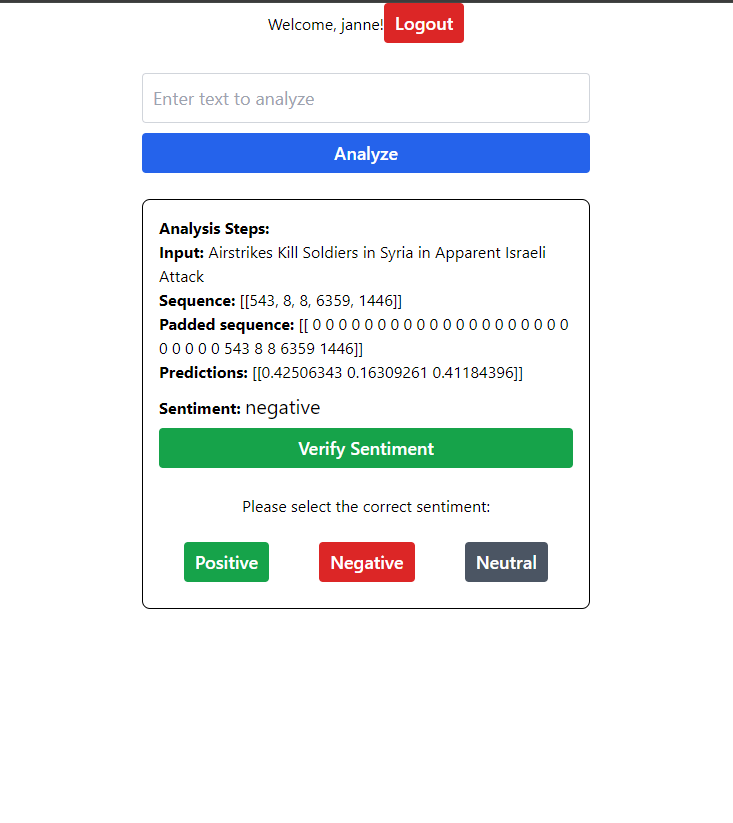 Welcome, janne! Logout
Enter text to analyze
Analyze
Analysis Steps:
Input: Airstrikes Kill Soldiers in Syria in Apparent Israeli
Attack
Sequence: [[543, 8, 8, 6359, 1446]]
Padded sequence: [[ 0 0 0 0 0 0 0 0 0 0 0 0 0 0 0 0 0 0 0 0
0 0 0 0 0 543 8 8 6359 1446]]
Predictions: [[0.42506343 0.16309261 0.41184396]]
Sentiment: negative
Verify Sentiment
Please select the correct sentiment:
Positive Negative Neutral